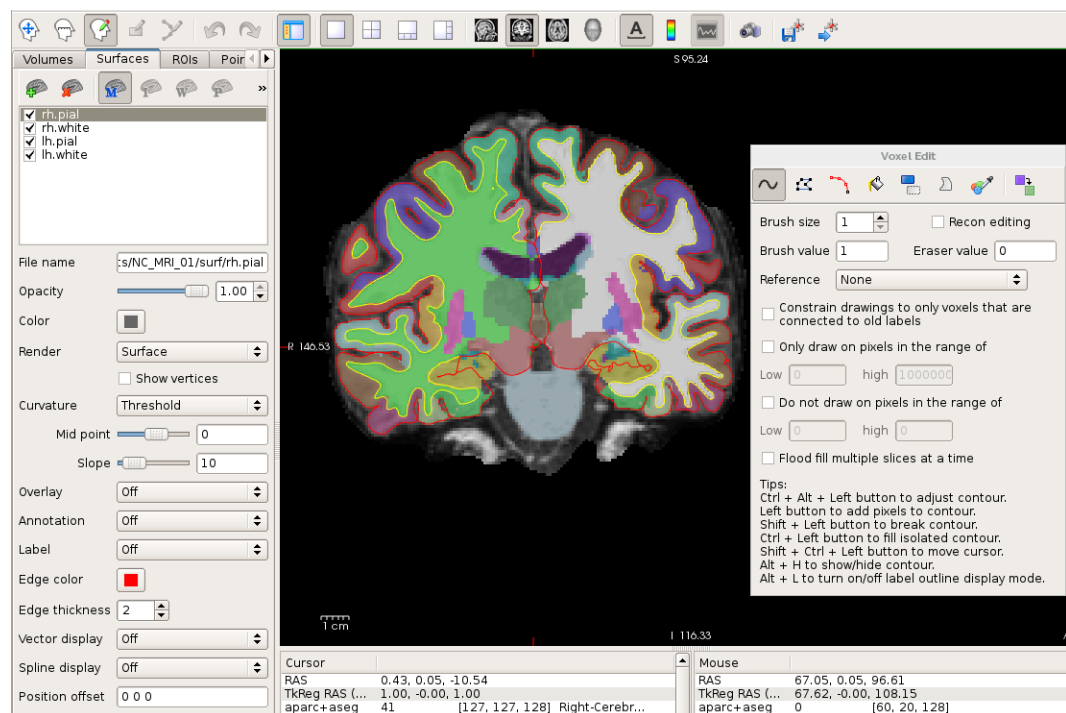 Volumes Surfaces ROIs Poir
rh.pial
rh.white
lh.pial
lh.white
File name :s/NC_MRI_01/surf/rh.pial
Opacity 1.00
Color
Render Surface
Show vertices
Curvature Threshold
Mid point 0
Slope 10
Overlay Off
Annotation Off
Label Off
Edge color
Edge thickness 2
Vector display Off
Spline display Off
Position offset 0 0 0
S 95.24
R 146.53
1 cm
I 116.33
Voxel Edit
Brush size 1 Recon editing
Brush value 1 Eraser value 0
Reference None
Constrain drawings to only voxels that are
connected to old labels
Only draw on pixels in the range of
Low 0 high 1000000
Do not draw on pixels in the range of
Low 0 high 0
Flood fill multiple slices at a time
Tips:
Ctrl + Alt + Left button to adjust contour.
Left button to add pixels to contour.
Shift + Left button to break contour.
Ctrl + Left button to fill isolated contour.
Shift + Ctrl + Left button to move cursor.
Alt + H to show/hide contour.
Alt + L to turn on/off label outline display mode.
Cursor
RAS 0.43, 0.05, -10.54
TkReg RAS (... 1.00, -0.00, 1.00
aparc+aseg 41 [127, 127, 128] Right-Cerebr...
Mouse
RAS 67.05, 0.05, 96.61
TkReg RAS (... 67.62, -0.00, 108.15
aparc+aseg 0 [60, 20, 128]